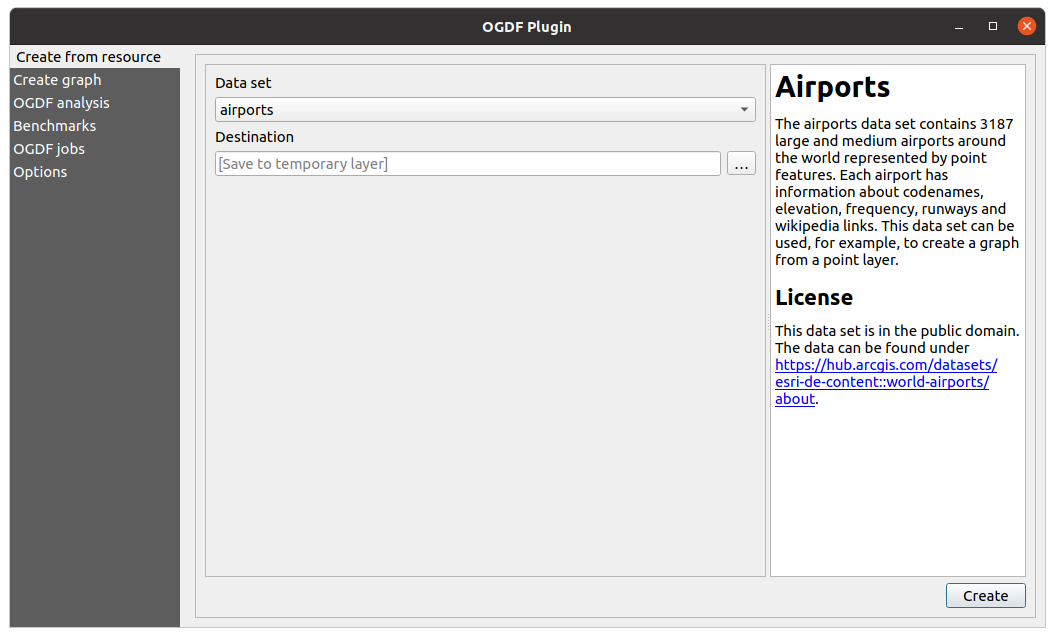 OGDF Plugin
Create from resource
Create graph
OGDF analysis
Benchmarks
OGDF jobs
Options
Data set
airports
Destination
[Save to temporary layer]
...
Airports
The airports data set contains 3187
large and medium airports around
the world represented by point
features. Each airport has
information about codenames,
elevation, frequency, runways and
wikipedia links. This data set can be
used, for example, to create a graph
from a point layer.
License
This data set is in the public domain.
The data can be found under
https://hub.arcgis.com/datasets/
esri-de-content::world-airports/
about.
Create